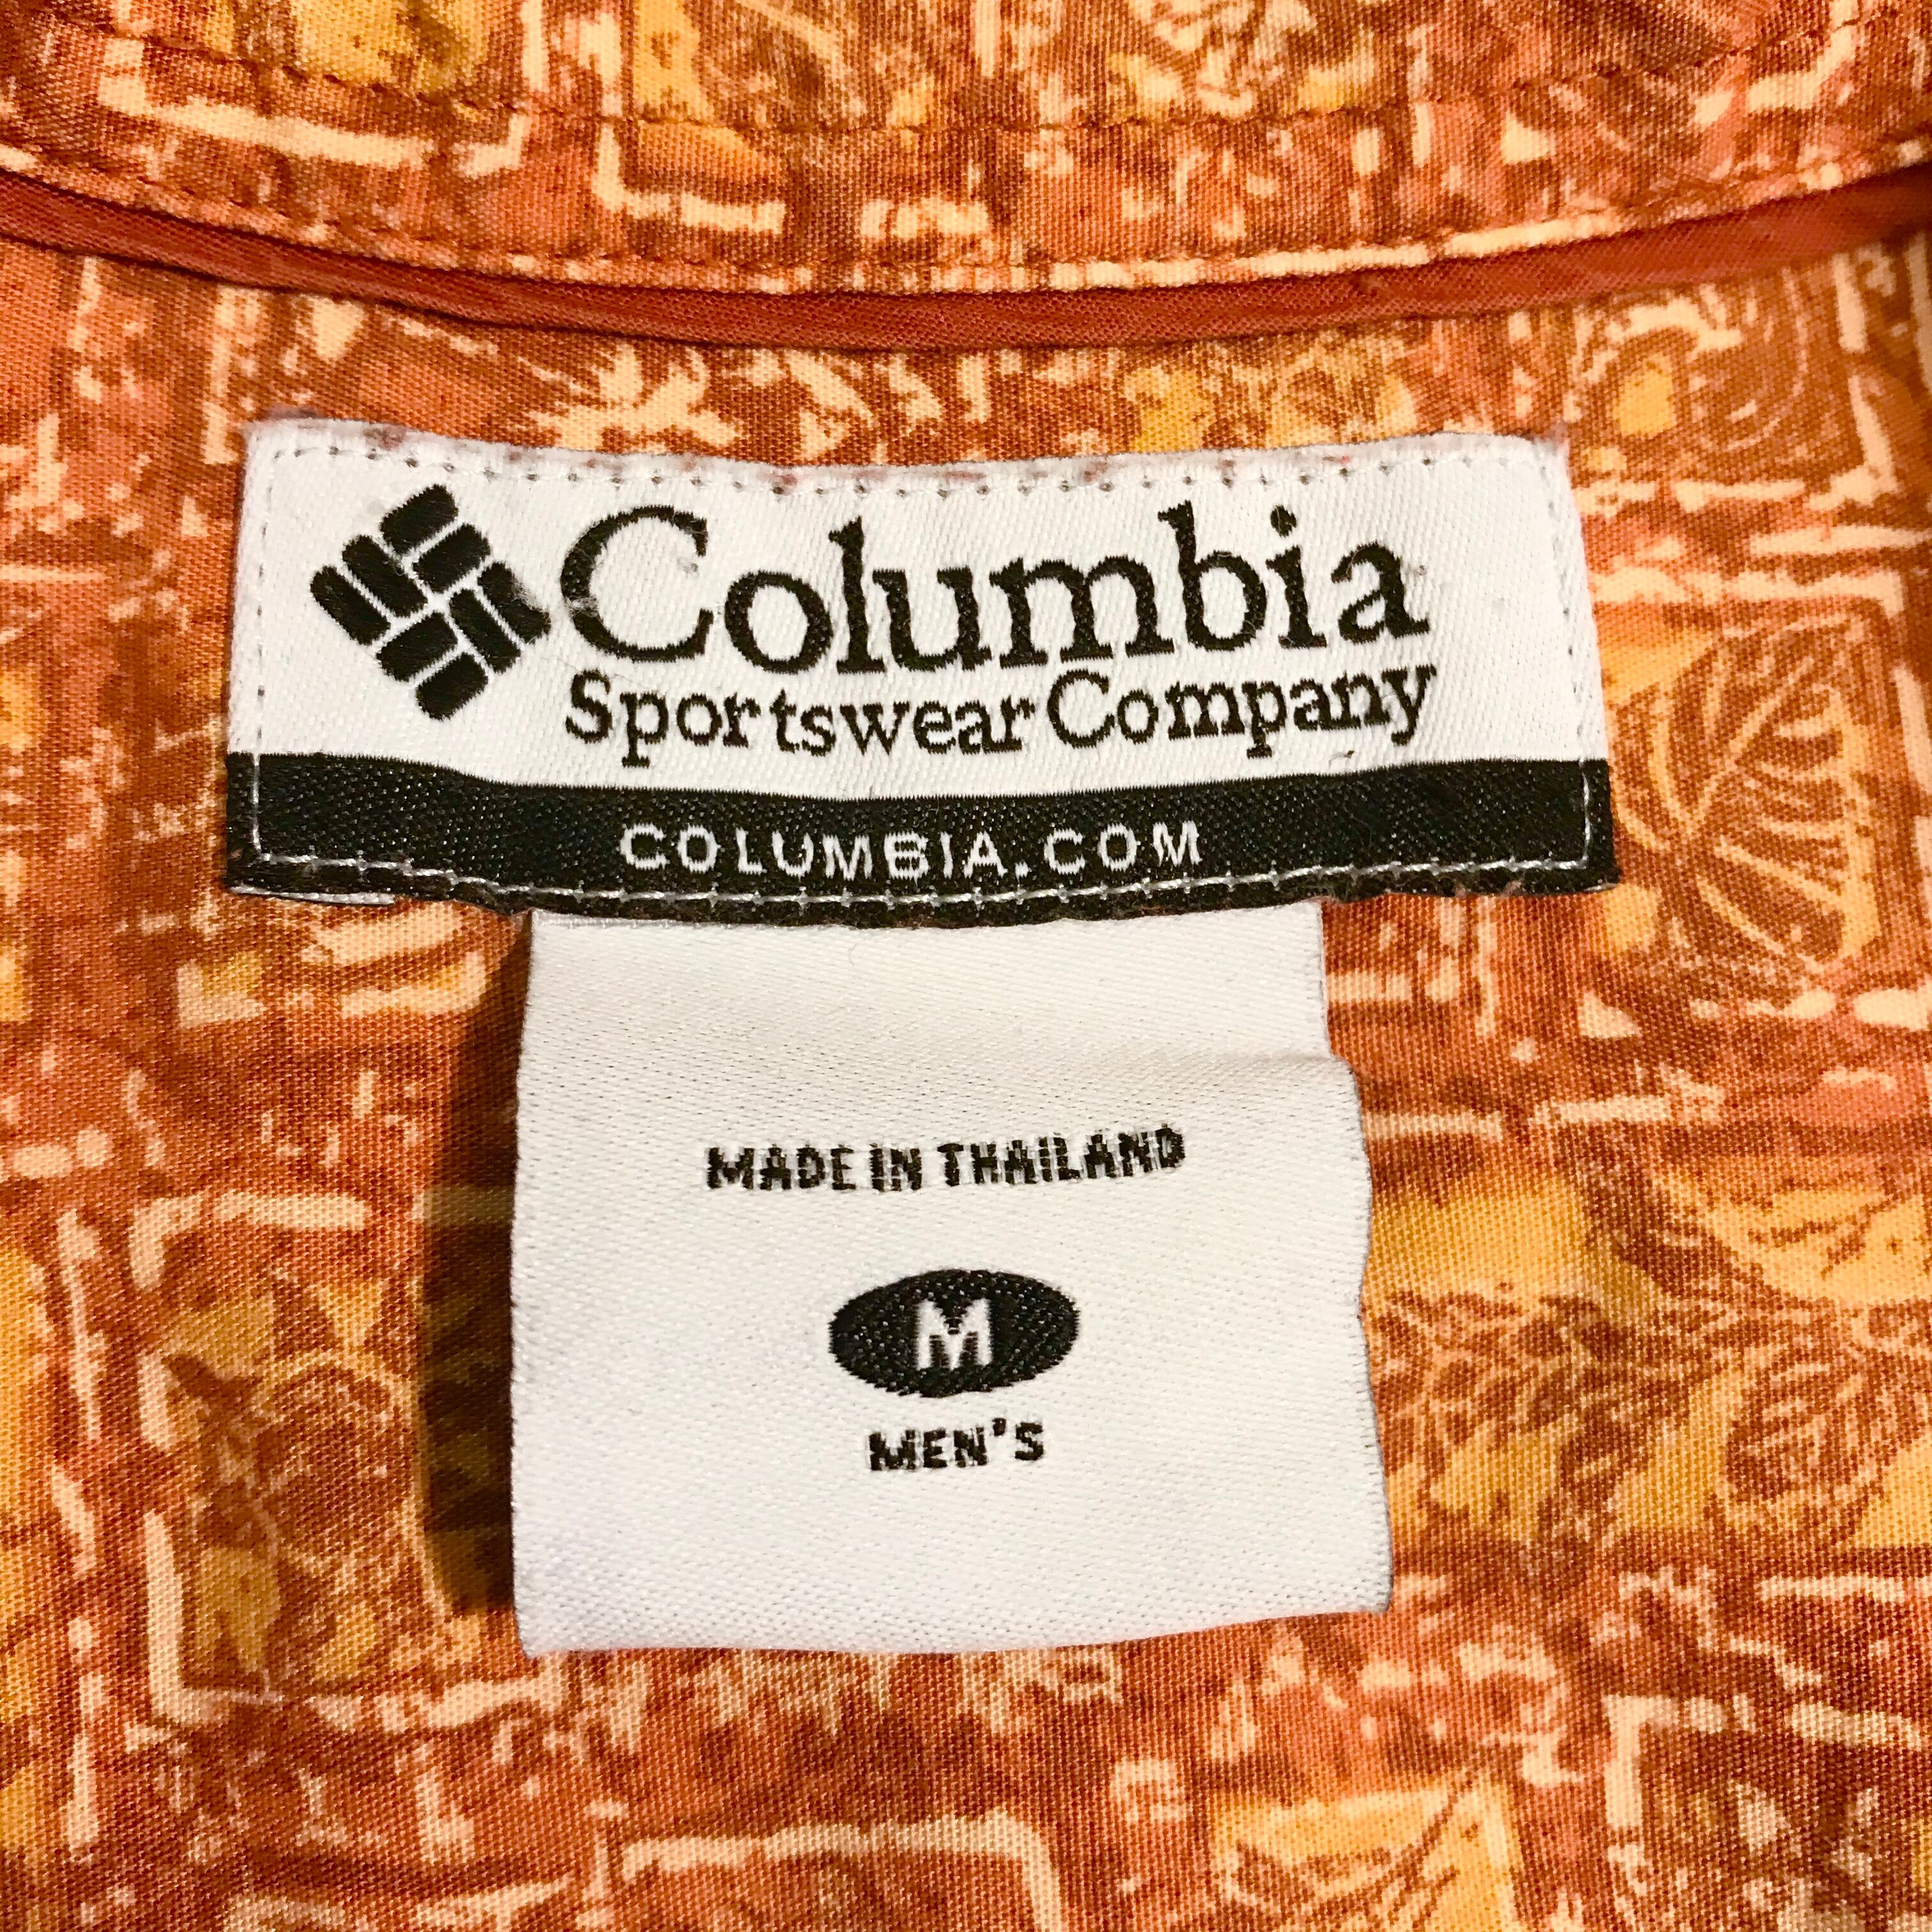 Columbia
Sportswear Company
COLUMBIA.COM
MADE IN THAILAND
M
MEN'S